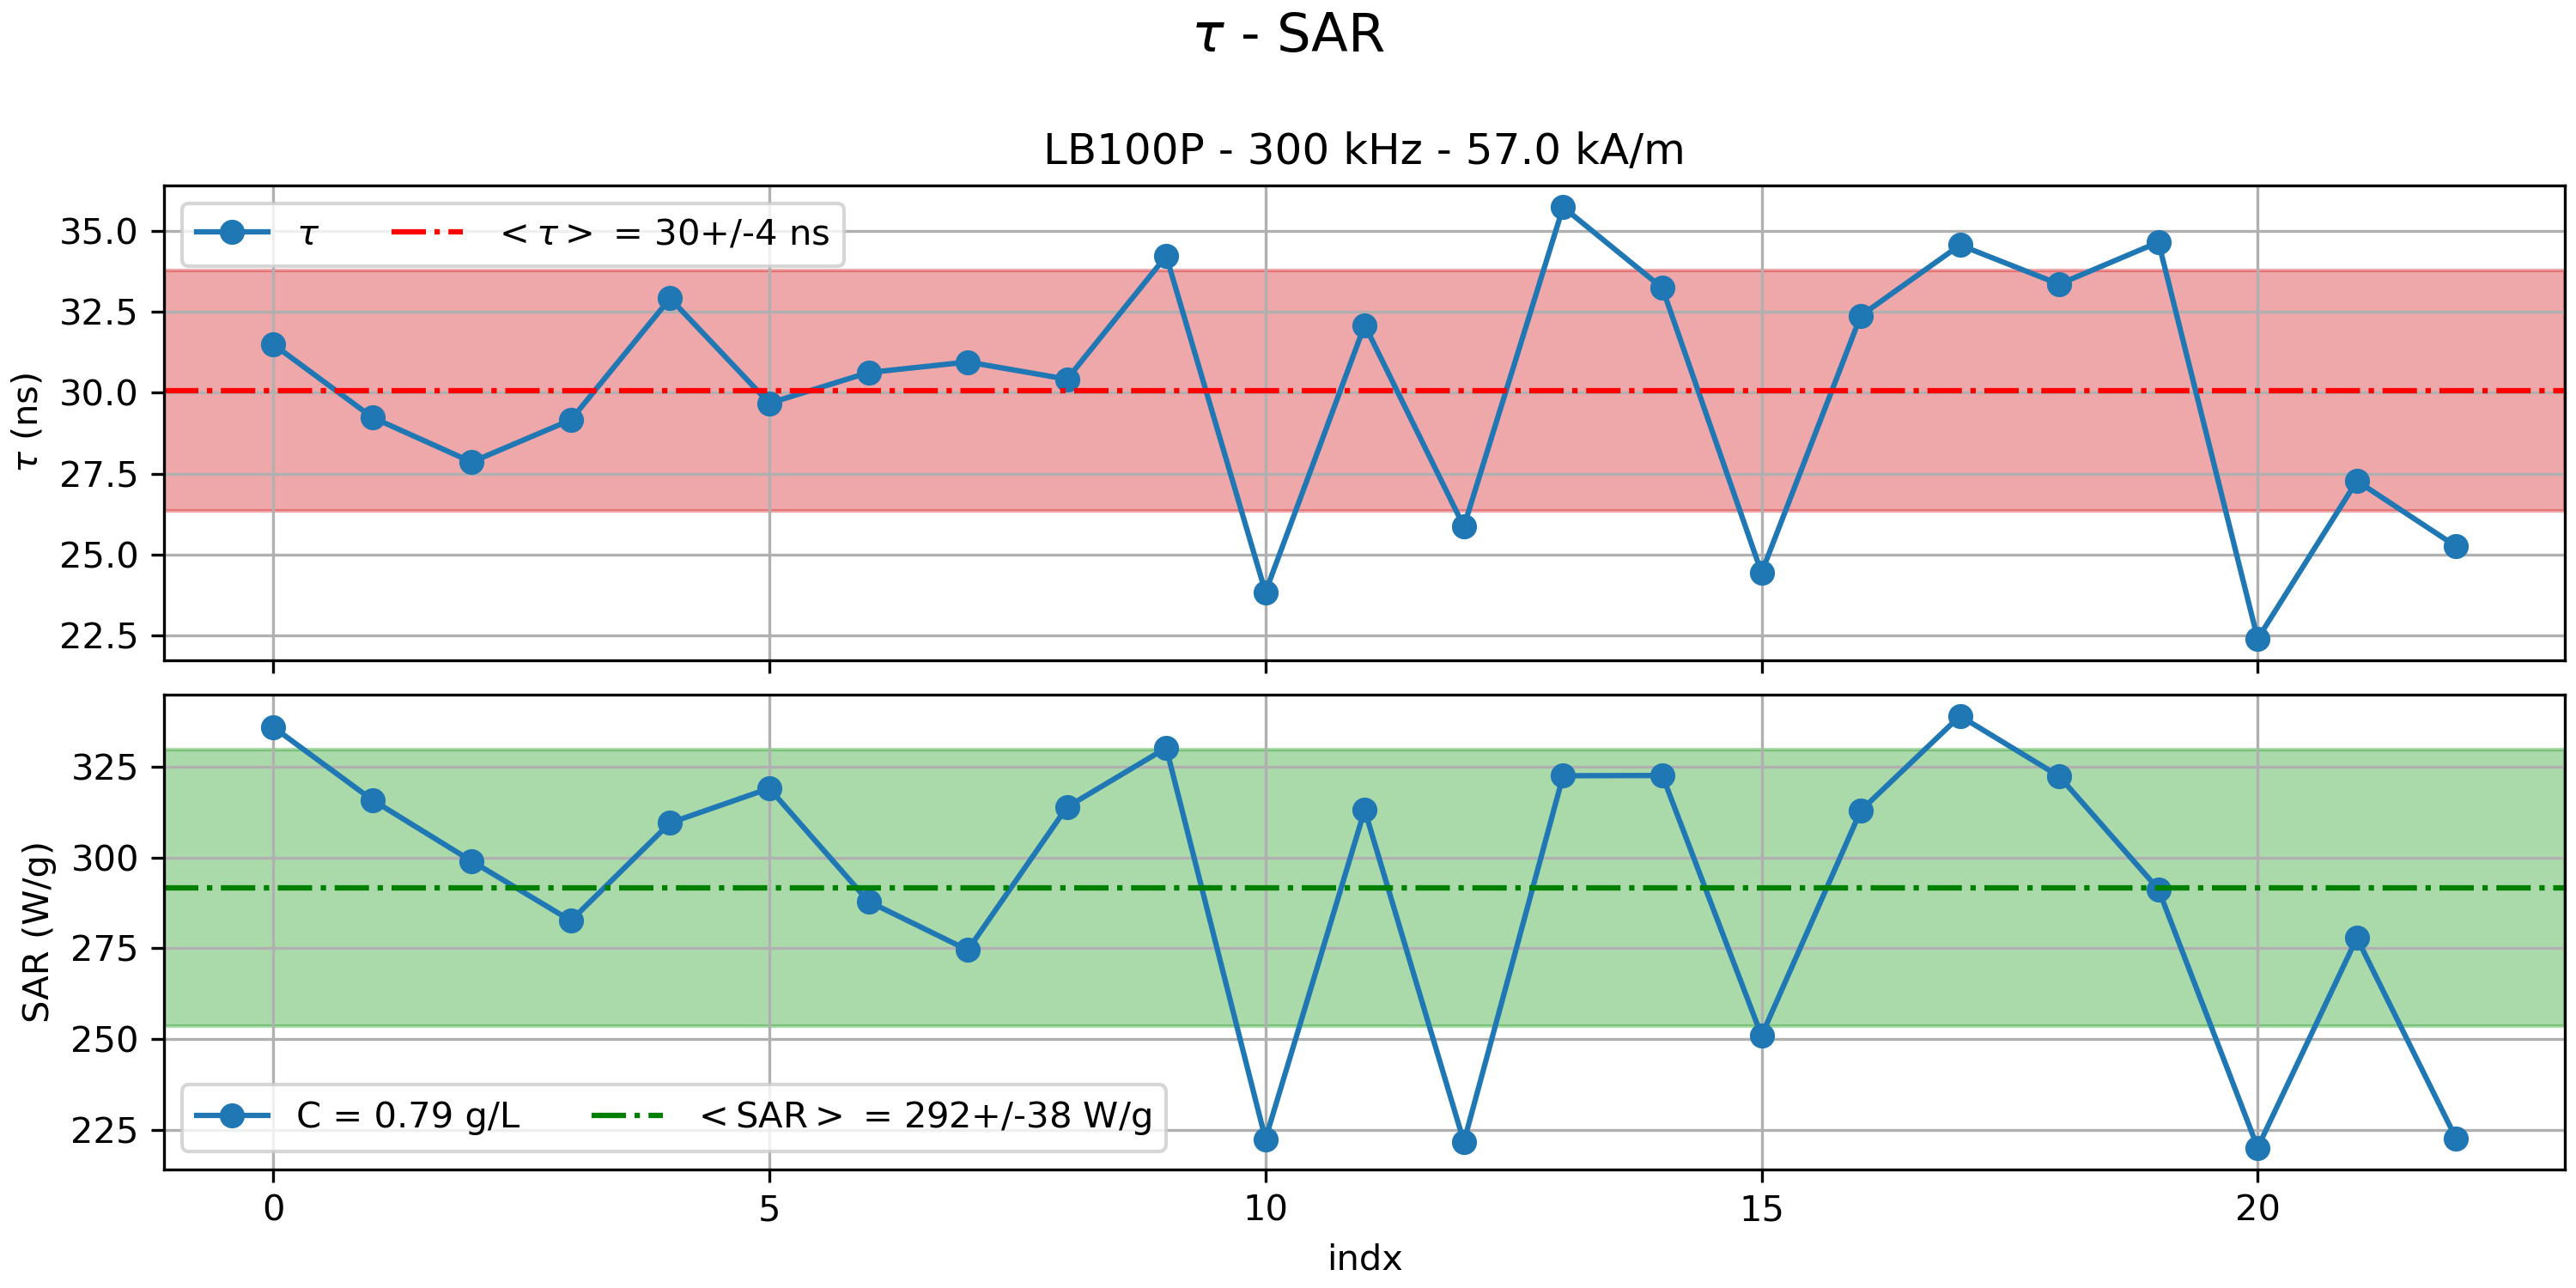 τ - SAR
LB100P - 300 kHz - 57.0 kA/m
τ
<τ> = 30+/-4 ns
35.0
32.5
30.0
27.5
25.0
22.5
τ (ns)
325
300
275
250
225
SAR (W/g)
C = 0.79 g/L
<SAR> = 292+/-38 W/g
0
5
10
15
20
indx